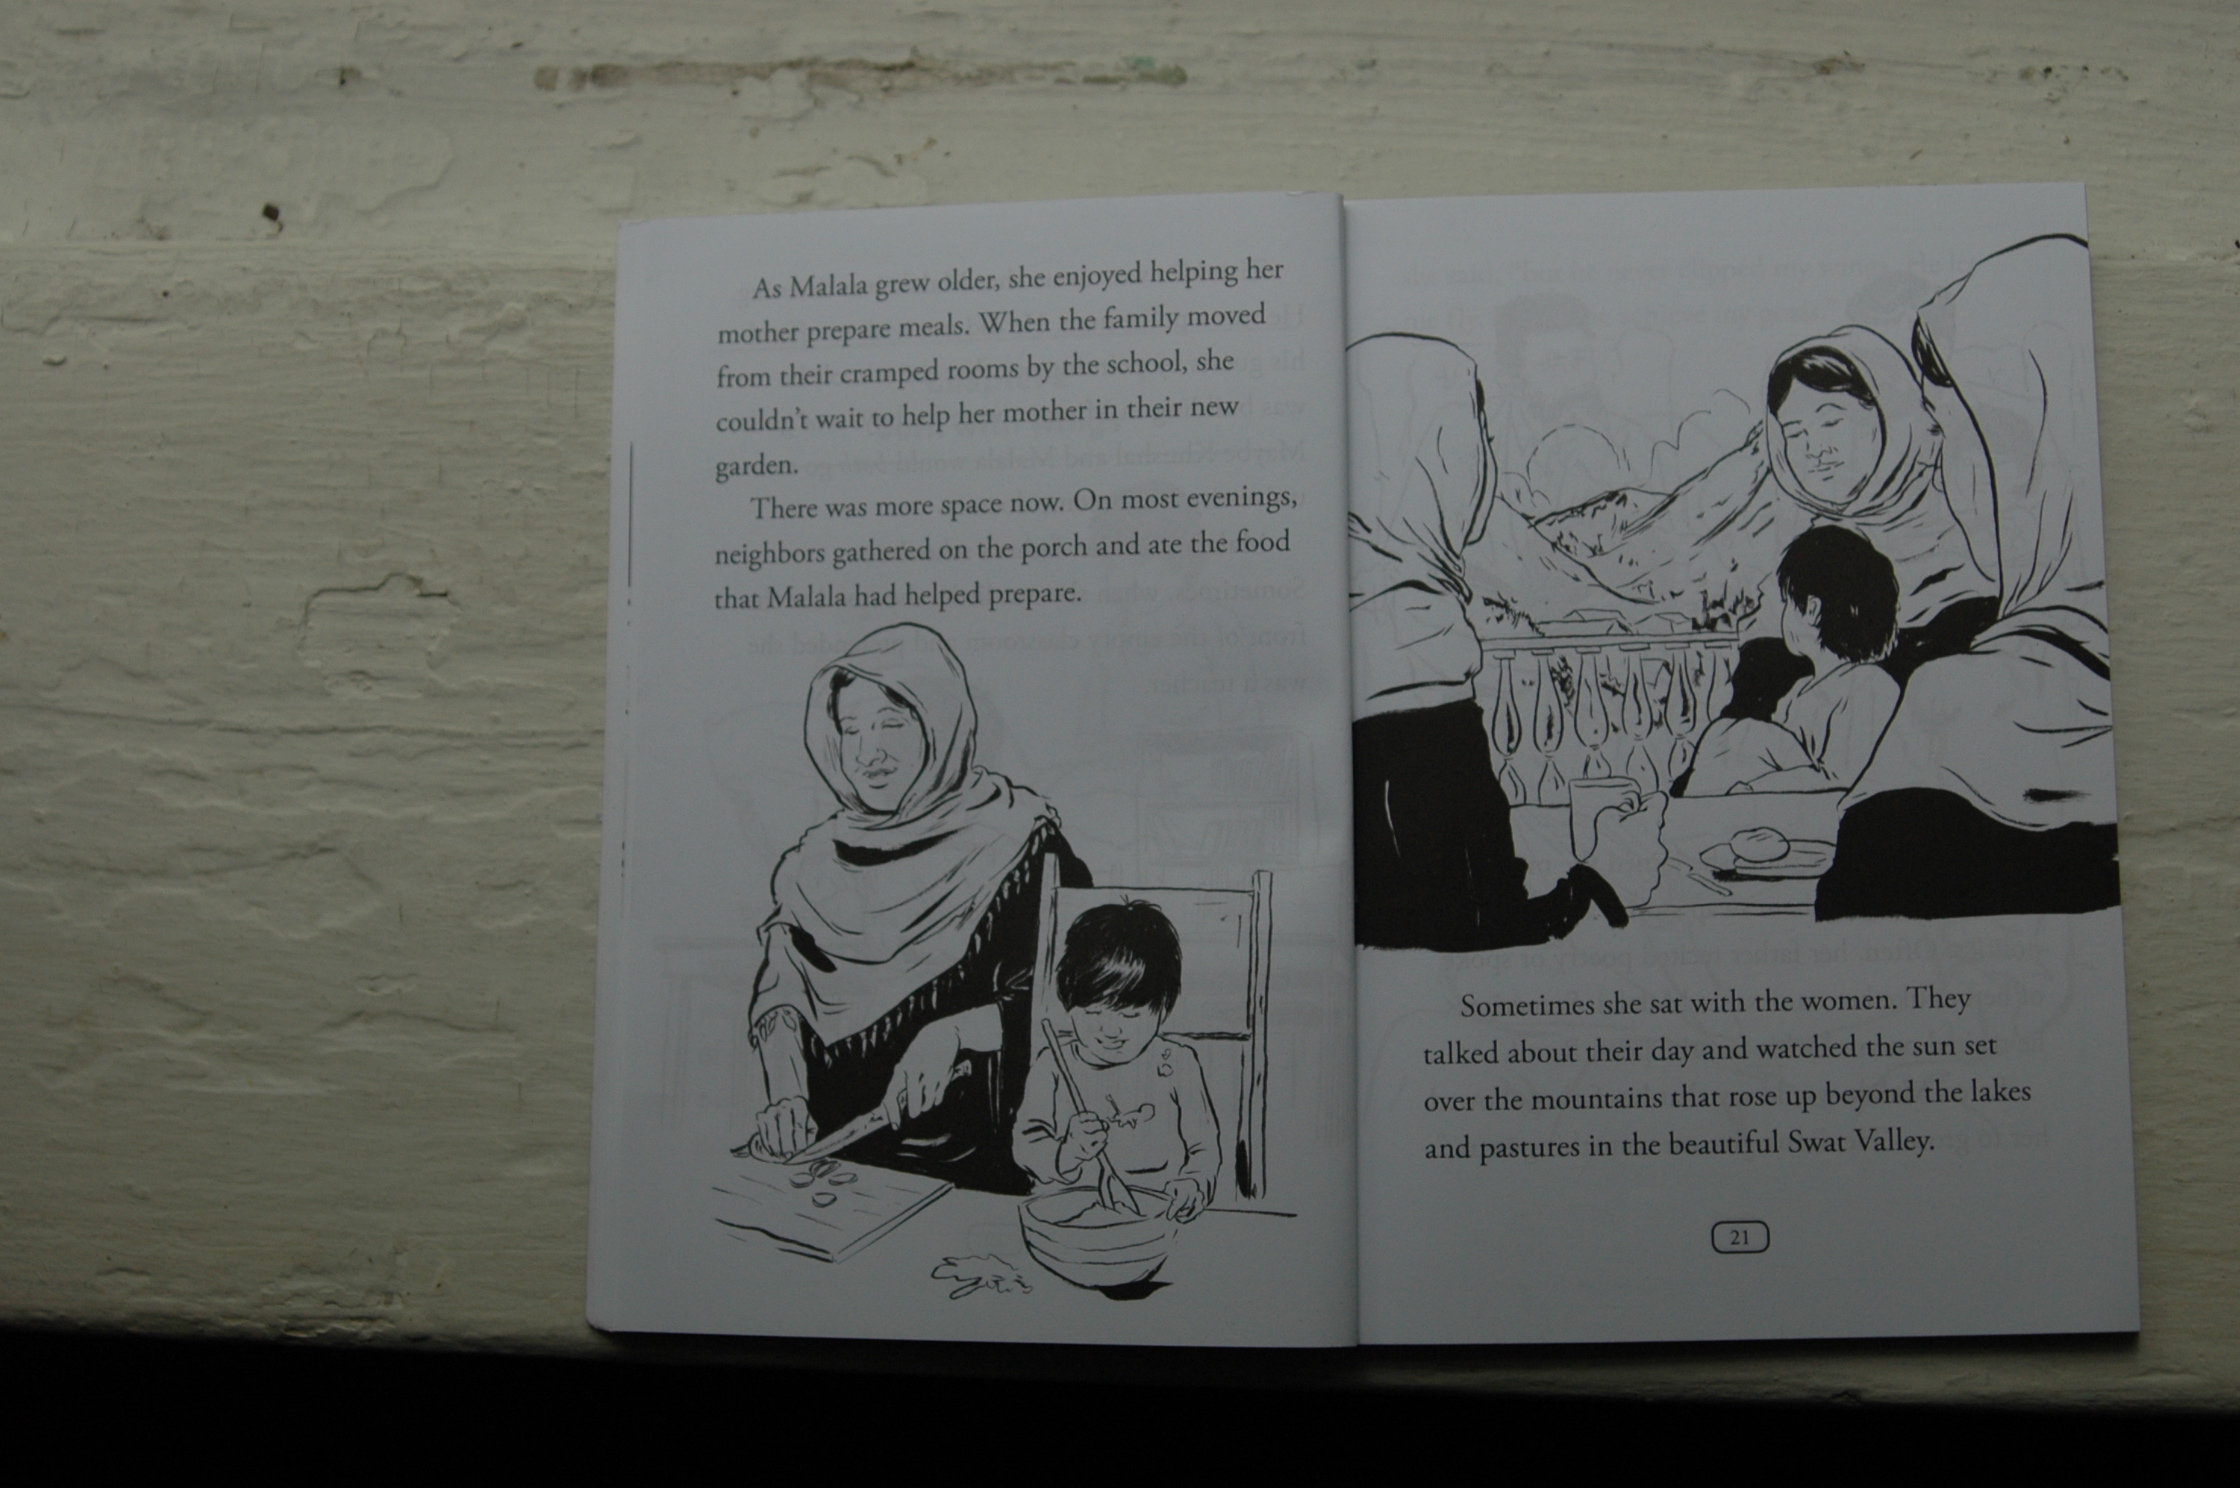 As Malala grew older, she enjoyed helping her
mother prepare meals. When the family moved
from their cramped rooms by the school, she
couldn't wait to help her mother in their new
garden.
There was more space now. On most evenings,
neighbors gathered on the porch and ate the food
that Malala had helped prepare.
Sometimes she sat with the women. They
talked about their day and watched the sun set
over the mountains that rose up beyond the lakes
and pastures in the beautiful Swat Valley.
21